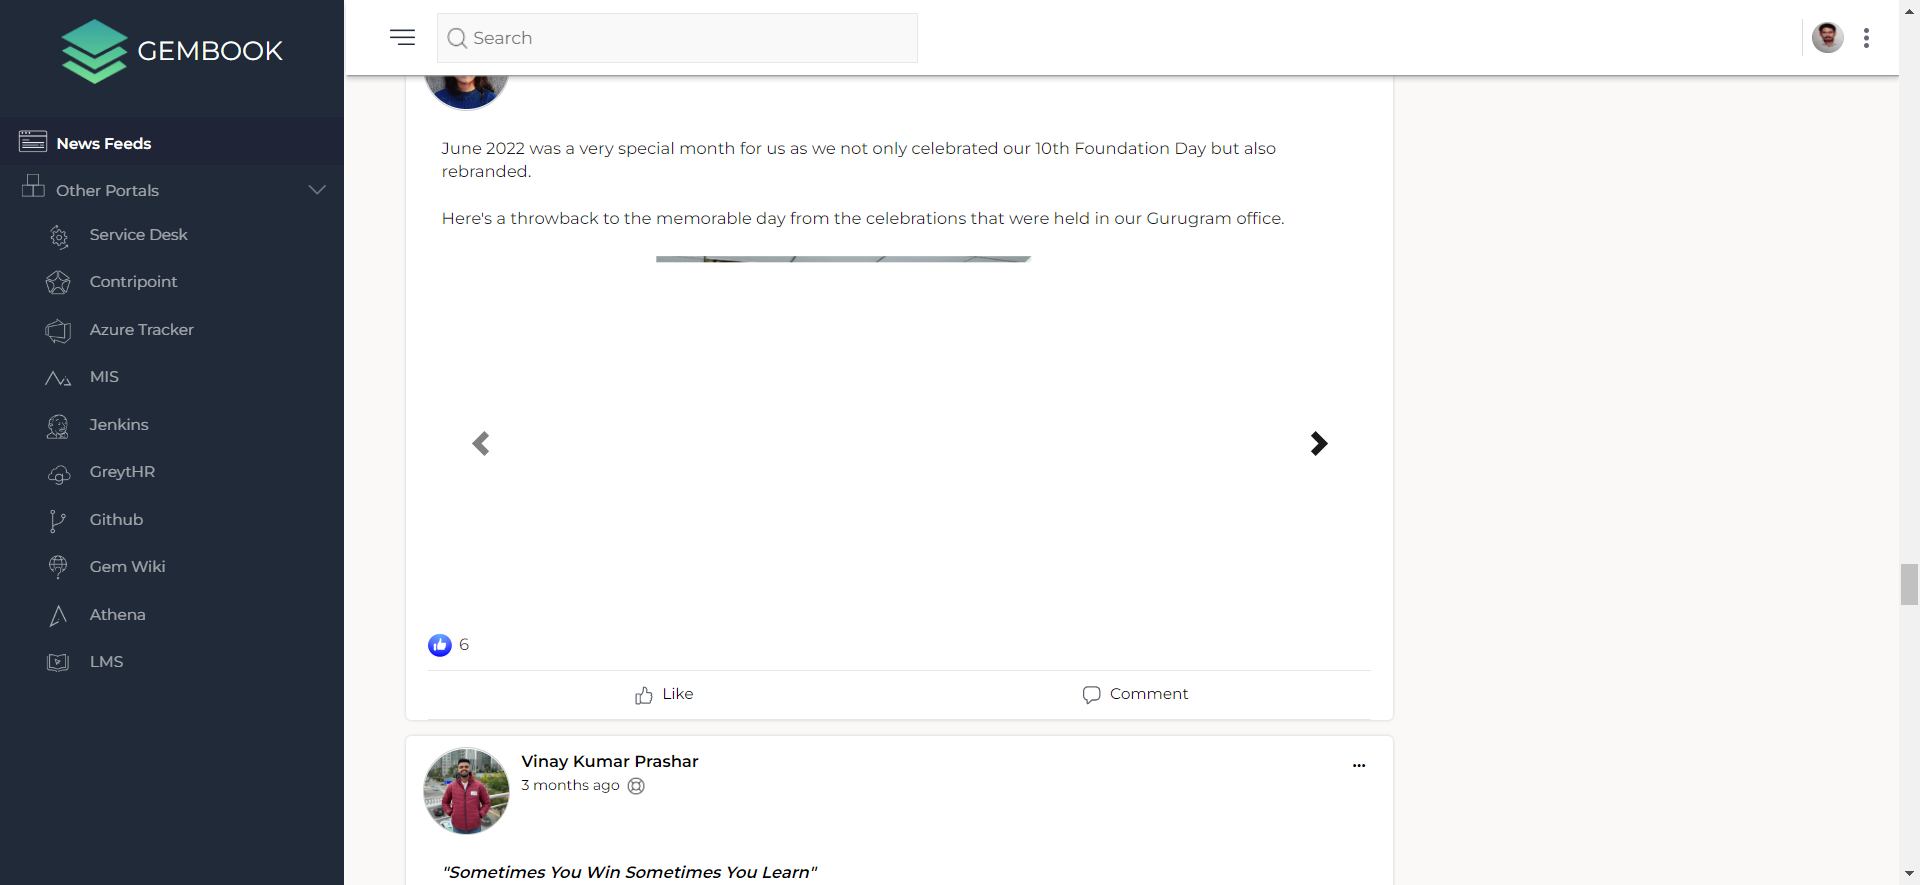 GEMBOOK
Search
News Feeds
Other Portals
Service Desk
Contripoint
Azure Tracker
MIS
Jenkins
GreytHR
Github
Gem Wiki
Athena
LMS
June 2022 was a very special month for us as we not only celebrated our 10th Foundation Day but also
rebranded.
Here's a throwback to the memorable day from the celebrations that were held in our Gurugram office.
6
Like
Comment
Vinay Kumar Prashar
3 months ago
"Sometimes You Win Sometimes You Learn"